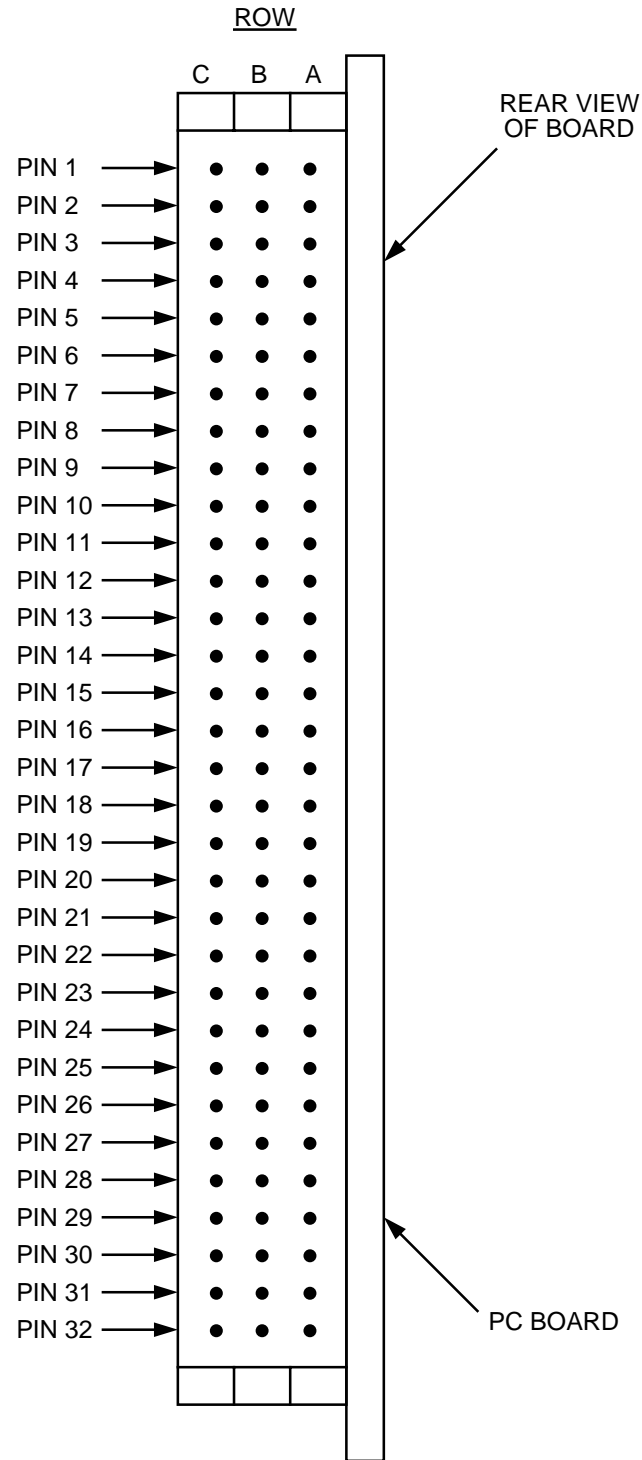 ROW
C B A
REAR VIEW
OF BOARD
PIN 1
PIN 2
PIN 3
PIN 4
PIN 5
PIN 6
PIN 7
PIN 8
PIN 9
PIN 10
PIN 11
PIN 12
PIN 13
PIN 14
PIN 15
PIN 16
PIN 17
PIN 18
PIN 19
PIN 20
PIN 21
PIN 22
PIN 23
PIN 24
PIN 25
PIN 26
PIN 27
PIN 28
PIN 29
PIN 30
PIN 31
PIN 32
PC BOARD